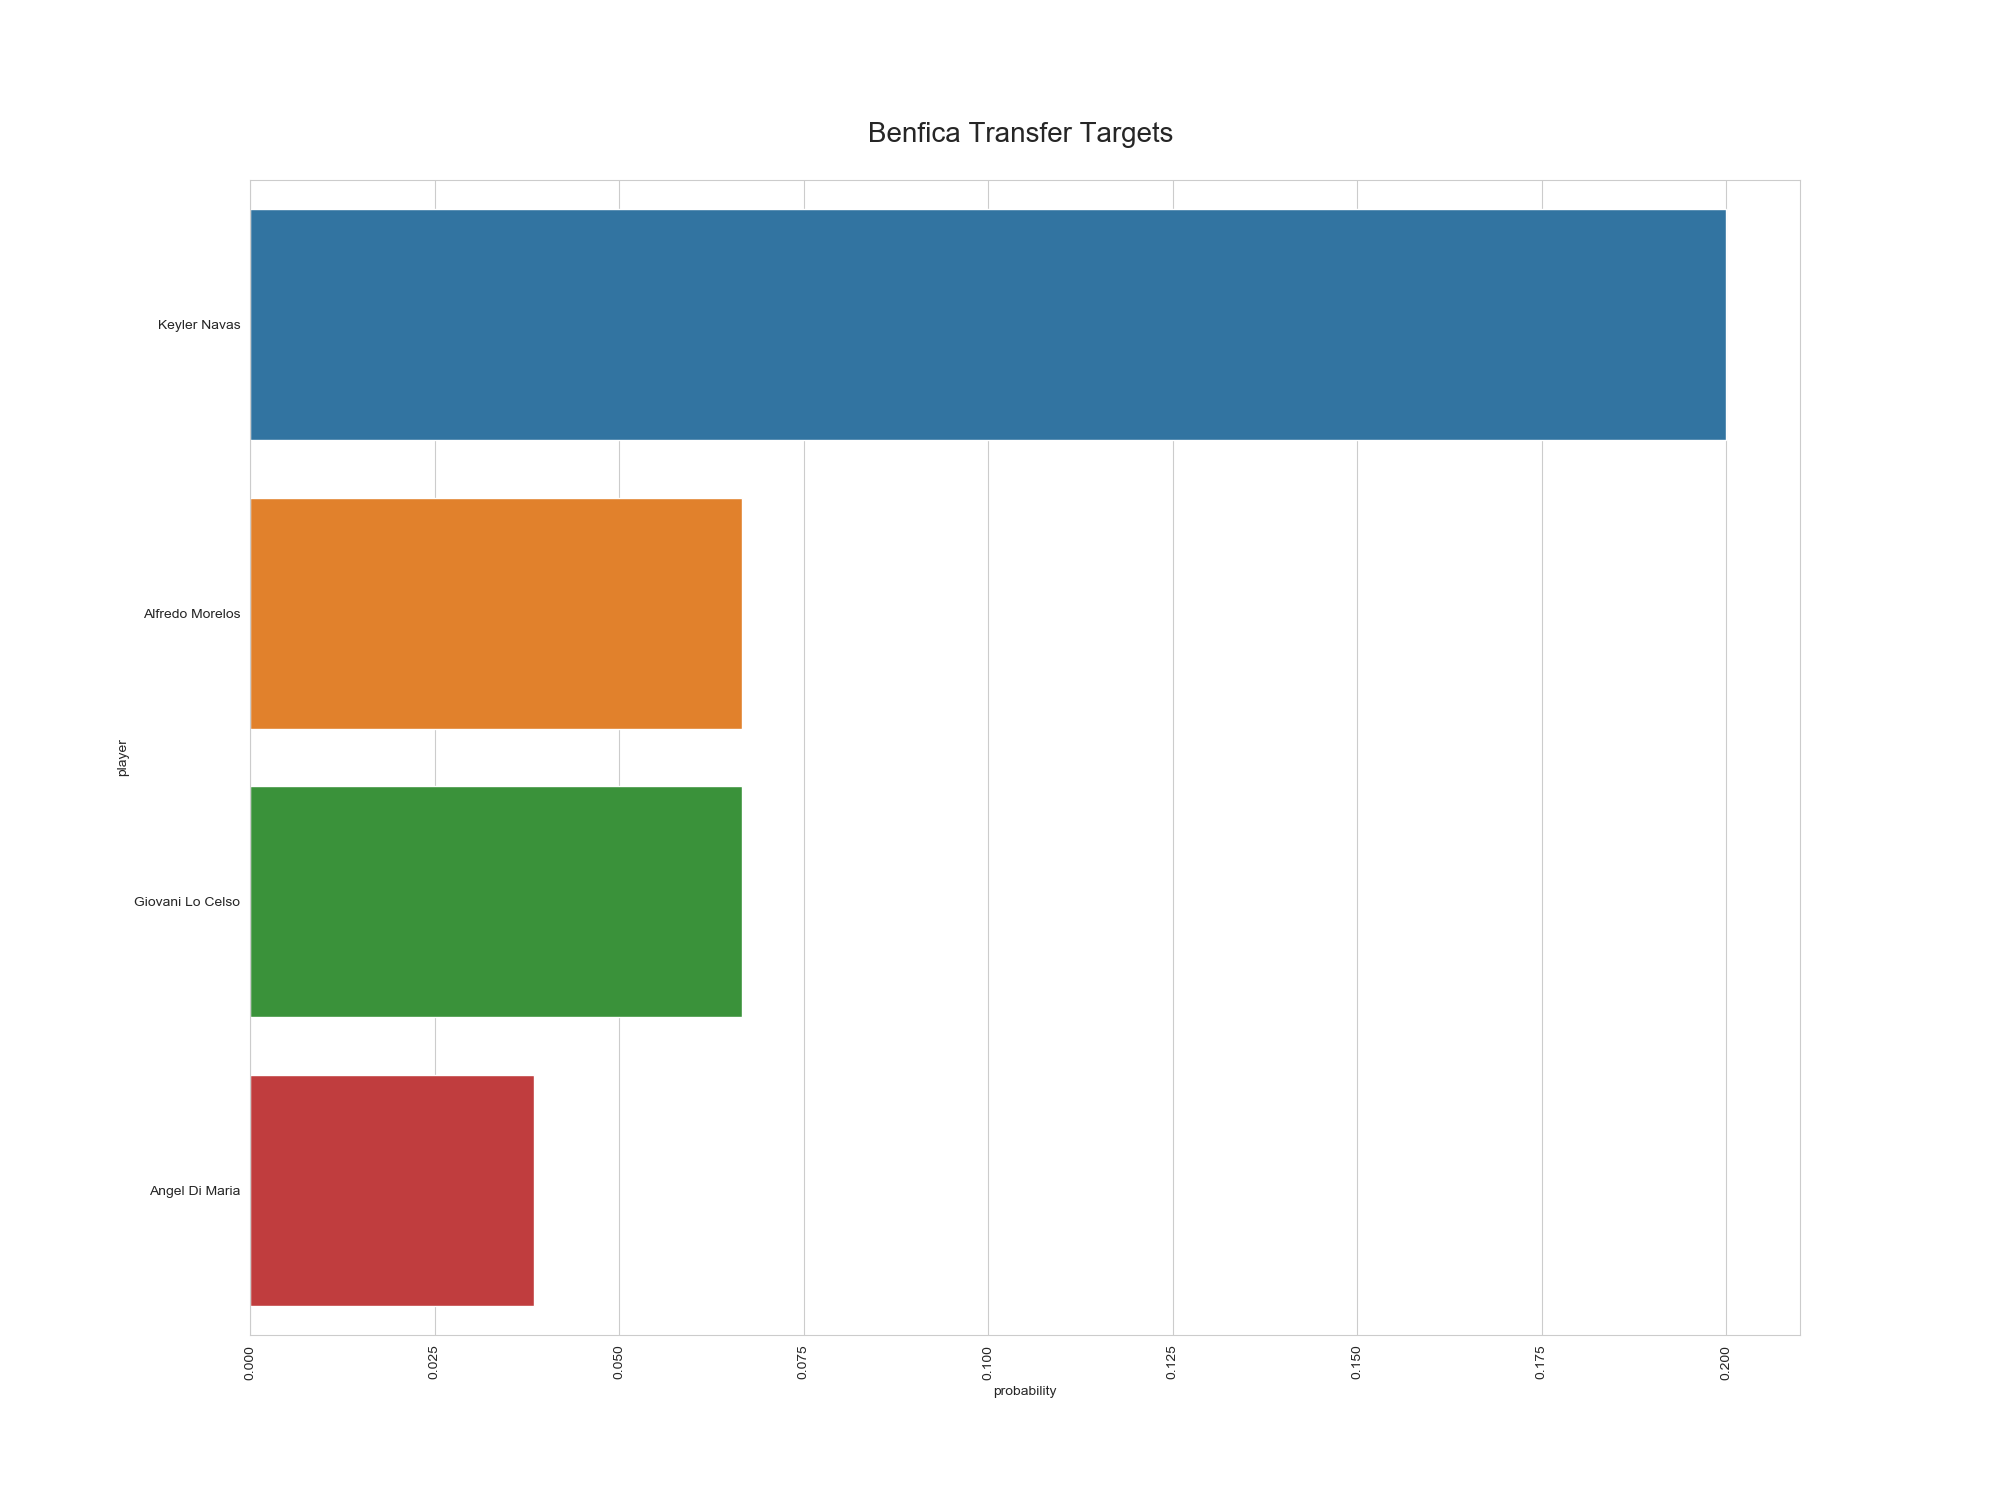 Benfica Transfer Targets
Keyler Navas
Alfredo Morelos
Giovani Lo Celso
Angel Di Maria
player
0.000
0.025
0.050
0.075
0.100
0.125
0.150
0.175
0.200
probability